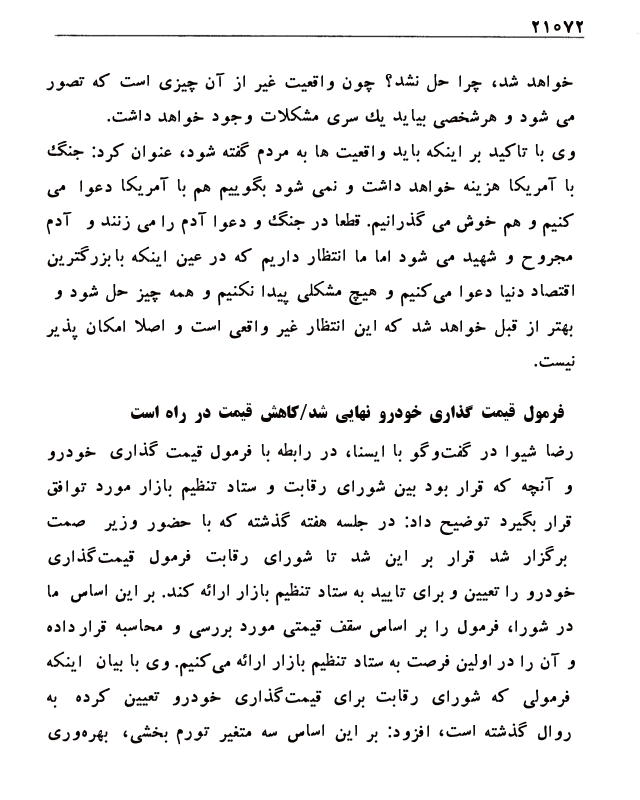 ۲۱۰۷۲
خواهد شد، چرا حل نشد؟ چون واقعیت غیر از آن چیزی است که تصور
می شود و هرشخصی بیاید یك سری مشکلات وجود خواهد داشت.
وی با تاکید بر اینکه باید واقعیت ها به مردم گفته شود، عنوان کرد: جنگ
با آمریکا هزینه خواهد داشت و نمی شود بگوییم هم با آمریکا دعوا می
کنیم و هم خوش می گذرانیم. قطعا در جنگ و دعوا آدم را می زنند و آدم
مجروح و شهید می شود اما ما انتظار داریم که در عین اینکه با بزرگترین
اقتصاد دنیا دعوا می‌کنیم و هیچ مشکلی پیدا نکنیم و همه چیز حل شود و
بهتر از قبل خواهد شد که این انتظار غیر واقعی است و اصلا امکان پذیر
نیست.
فرمول قیمت گذاری خودرو نهایی شد/کاهش قیمت در راه است
رضا شیوا در گفت‌وگو با ایسنا، در رابطه با فرمول قیمت گذاری خودرو
و آنچه که قرار بود بین شورای رقابت و ستاد تنظیم بازار مورد توافق
قرار بگیرد توضیح داد: در جلسه هفته گذشته که با حضور وزیر صمت
برگزار شد قرار بر این شد تا شورای رقابت فرمول قیمت‌گذاری
خودرو را تعیین و برای تایید به ستاد تنظیم بازار ارائه کند. بر این اساس ما
در شورا، فرمول را بر اساس سقف قیمتی مورد بررسی و محاسبه قرار داده
و آن را در اولین فرصت به ستاد تنظیم بازار ارائه می‌کنیم. وی با بیان اینکه
فرمولی که شورای رقابت برای قیمت‌گذاری خودرو تعیین کرده به
روال گذشته است، افزود: بر این اساس سه متغیر تورم بخشی، بهره‌وری